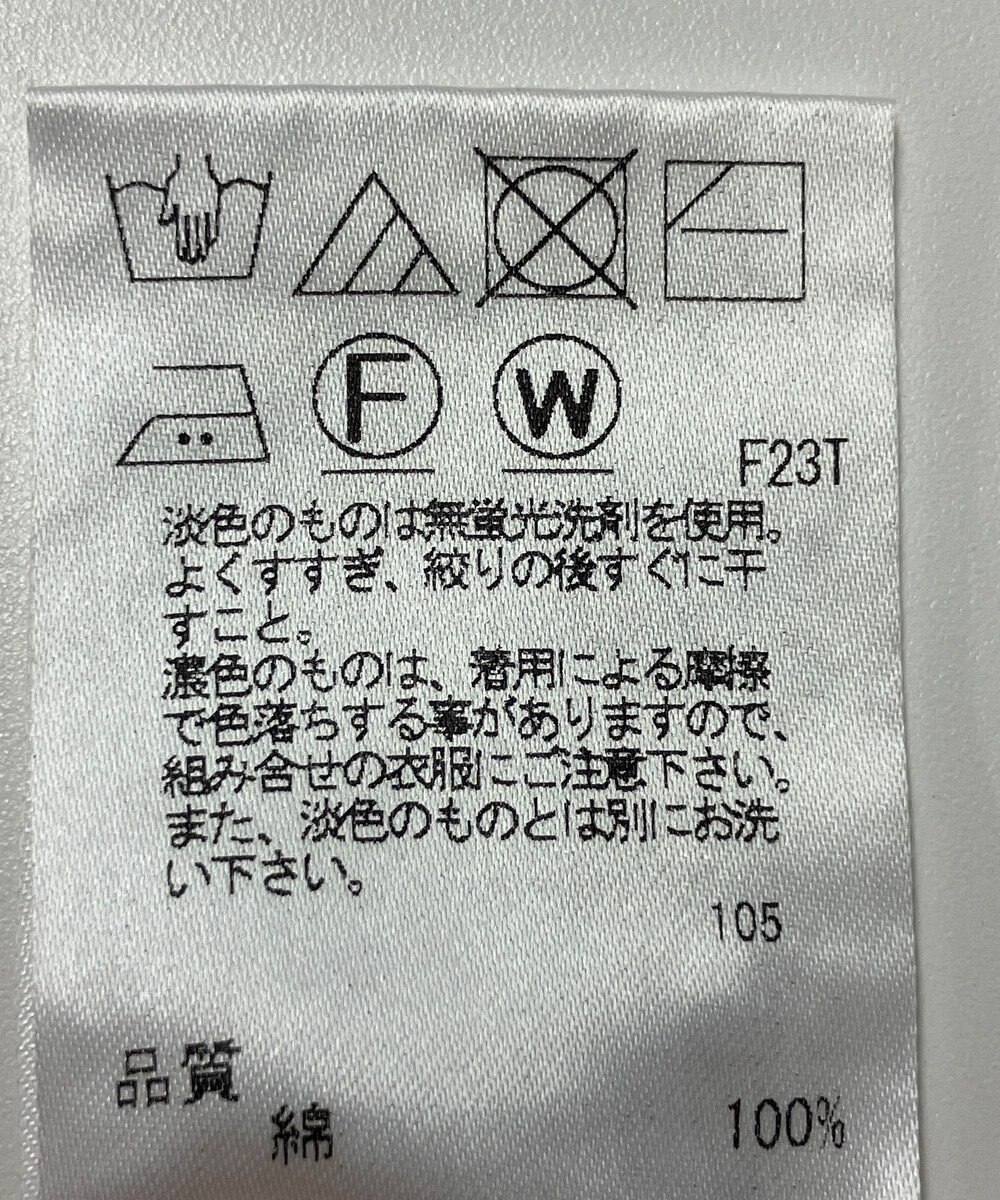 F
W
F23T
淡色のものは無蛍光洗剤を使用。
よくすすぎ、絞りの後すぐに干
すこと。
濃色のものは、着用による摩擦
で色落ちする事がありますので、
組み合せの衣服にご注意下さい。
また、淡色のものとは別にお洗
い下さい。
105
品質
綿 100%